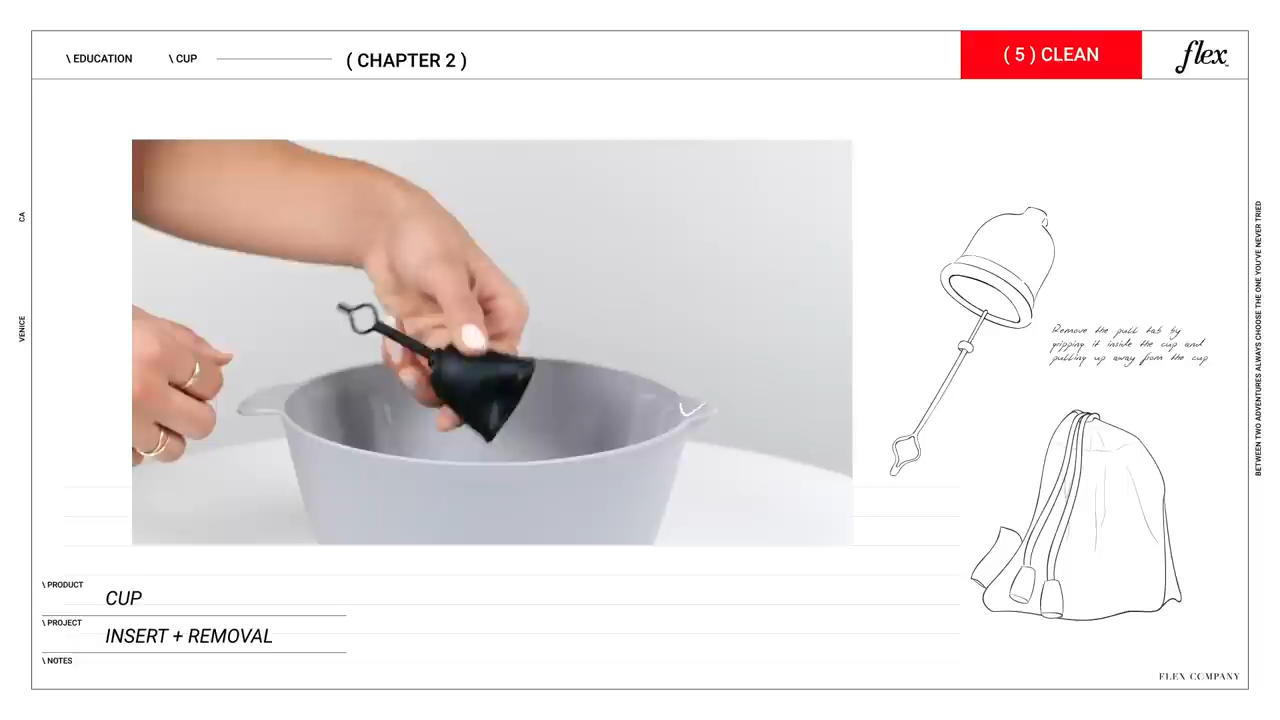 \ EDUCATION \ CUP ( CHAPTER 2 ) ( 5 ) CLEAN flex
CA
VENICE
BETWEEN TWO ADVENTURES ALWAYS CHOOSE THE ONE YOU'VE NEVER TRIED
Remove the pull tab by
gripping it inside the cup and
pulling up away from the cup
\ PRODUCT
CUP
\ PROJECT
INSERT + REMOVAL
\ NOTES
FLEX COMPANY